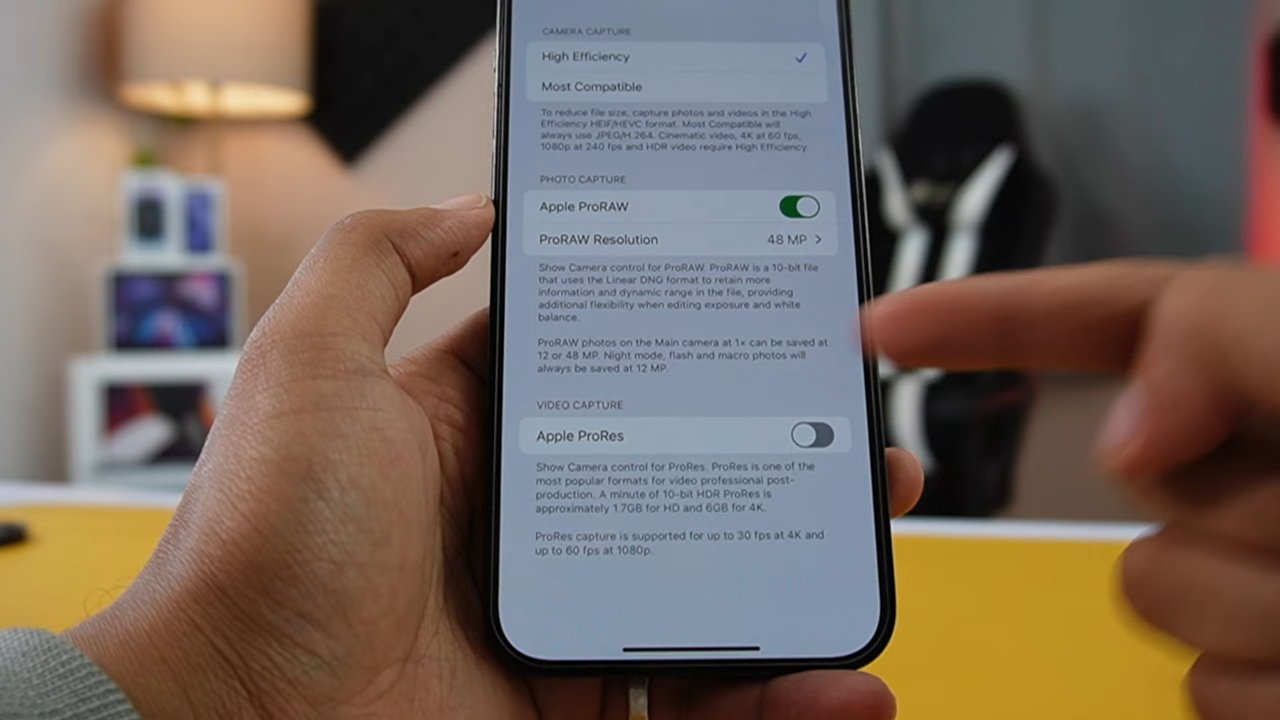 CAMERA CAPTURE
High Efficiency
Most Compatible
To reduce file size, capture photos and videos in the High
Efficiency HEIF/HEVC format. Most Compatible will
always use JPEG/H.264. Cinematic video, 4K at 60 fps,
1080p at 240 fps and HDR video require High Efficiency.
PHOTO CAPTURE
Apple ProRAW
ProRAW Resolution 48 MP >
Show Camera control for ProRAW. ProRAW is a 10-bit file
that uses the Linear DNG format to retain more
information and dynamic range in the file, providing
additional flexibility when editing exposure and white
balance.
ProRAW photos on the Main camera at 1x can be saved at
12 or 48 MP. Night mode, flash and macro photos will
always be saved at 12 MP.
VIDEO CAPTURE
Apple ProRes
Show Camera control for ProRes. ProRes is one of the
most popular formats for video professional post-
production. A minute of 10-bit HDR ProRes is
approximately 1.7GB for HD and 6GB for 4K.
ProRes capture is supported for up to 30 fps at 4K and
up to 60 fps at 1080p.